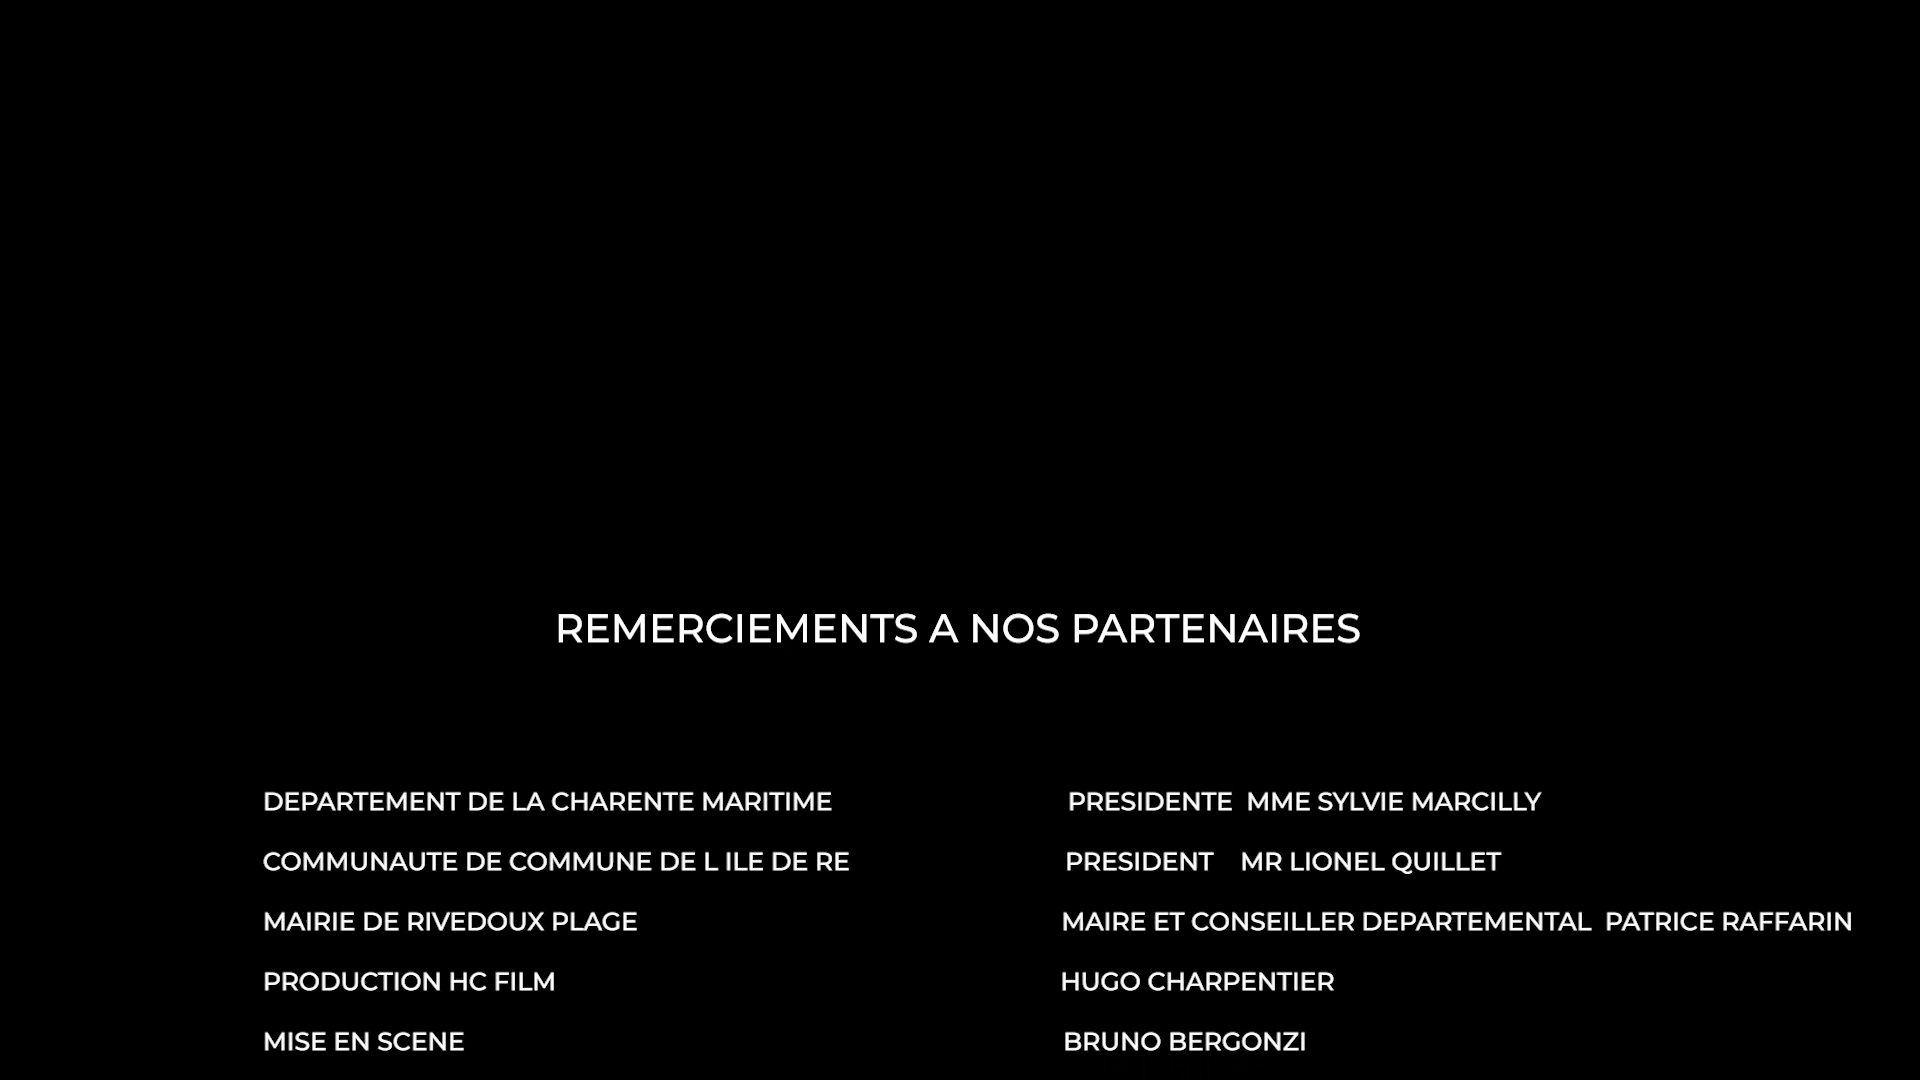 REMERCIEMENTS A NOS PARTENAIRES
DEPARTEMENT DE LA CHARENTE MARITIME PRESIDENTE MME SYLVIE MARCILLY
COMMUNAUTE DE COMMUNE DE L ILE DE RE PRESIDENT MR LIONEL QUILLET
MAIRIE DE RIVEDOUX PLAGE MAIRE ET CONSEILLER DEPARTEMENTAL PATRICE RAFFARIN
PRODUCTION HC FILM HUGO CHARPENTIER
MISE EN SCENE BRUNO BERGONZI